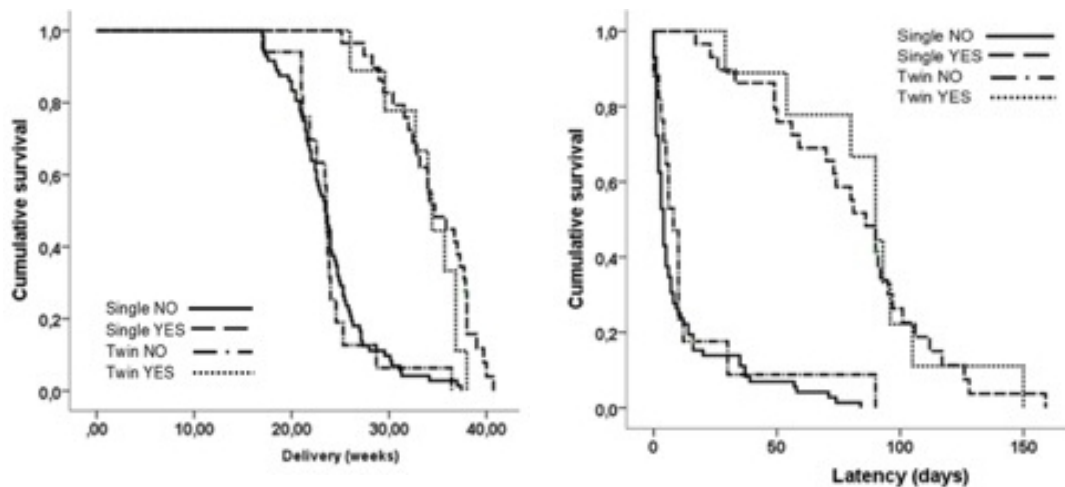 1,0
0,8
0,6
0,4
0,2
0,0
Cumulative survival
Single NO
Single YES
Twin NO
Twin YES
,00 10,00 20,00 30,00 40,00
Delivery (weeks)
1,0
0,8
0,6
0,4
0,2
0,0
Cumulative survival
Single NO
Single YES
Twin NO
Twin YES
0 50 100 150
Latency (days)